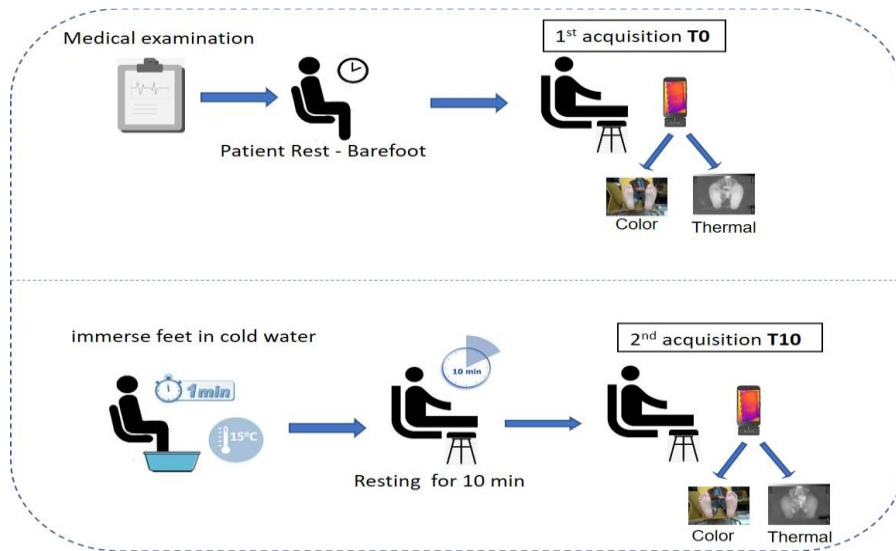 Medical examination
1st acquisition T0
Patient Rest - Barefoot
Color
Thermal
immerse feet in cold water
2nd acquisition T10
1min
10 min
15°C
Resting for 10 min
Color
Thermal